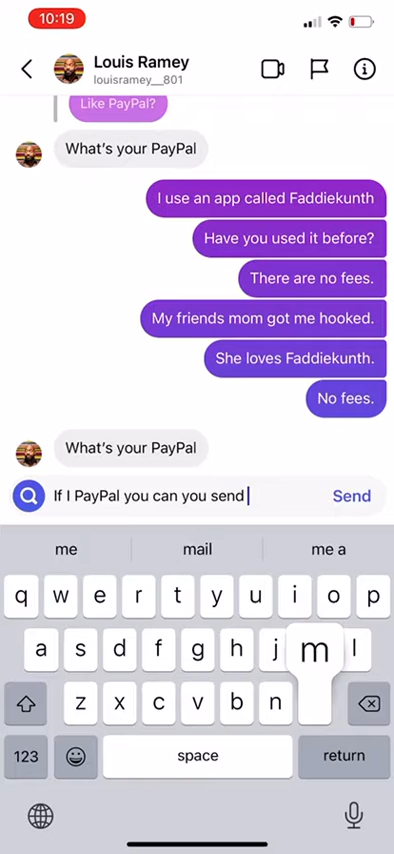 10:19
Louis Ramey
louisramey__801
Like PayPal?
What's your PayPal
I use an app called Faddiekunth
Have you used it before?
There are no fees.
My friends mom got me hooked.
She loves Faddiekunth.
No fees.
What's your PayPal
If I PayPal you can you send
Send
me
mail
me a
q w e r t y u i o p
a s d f g h j m l
z x c v b n
123
space
return